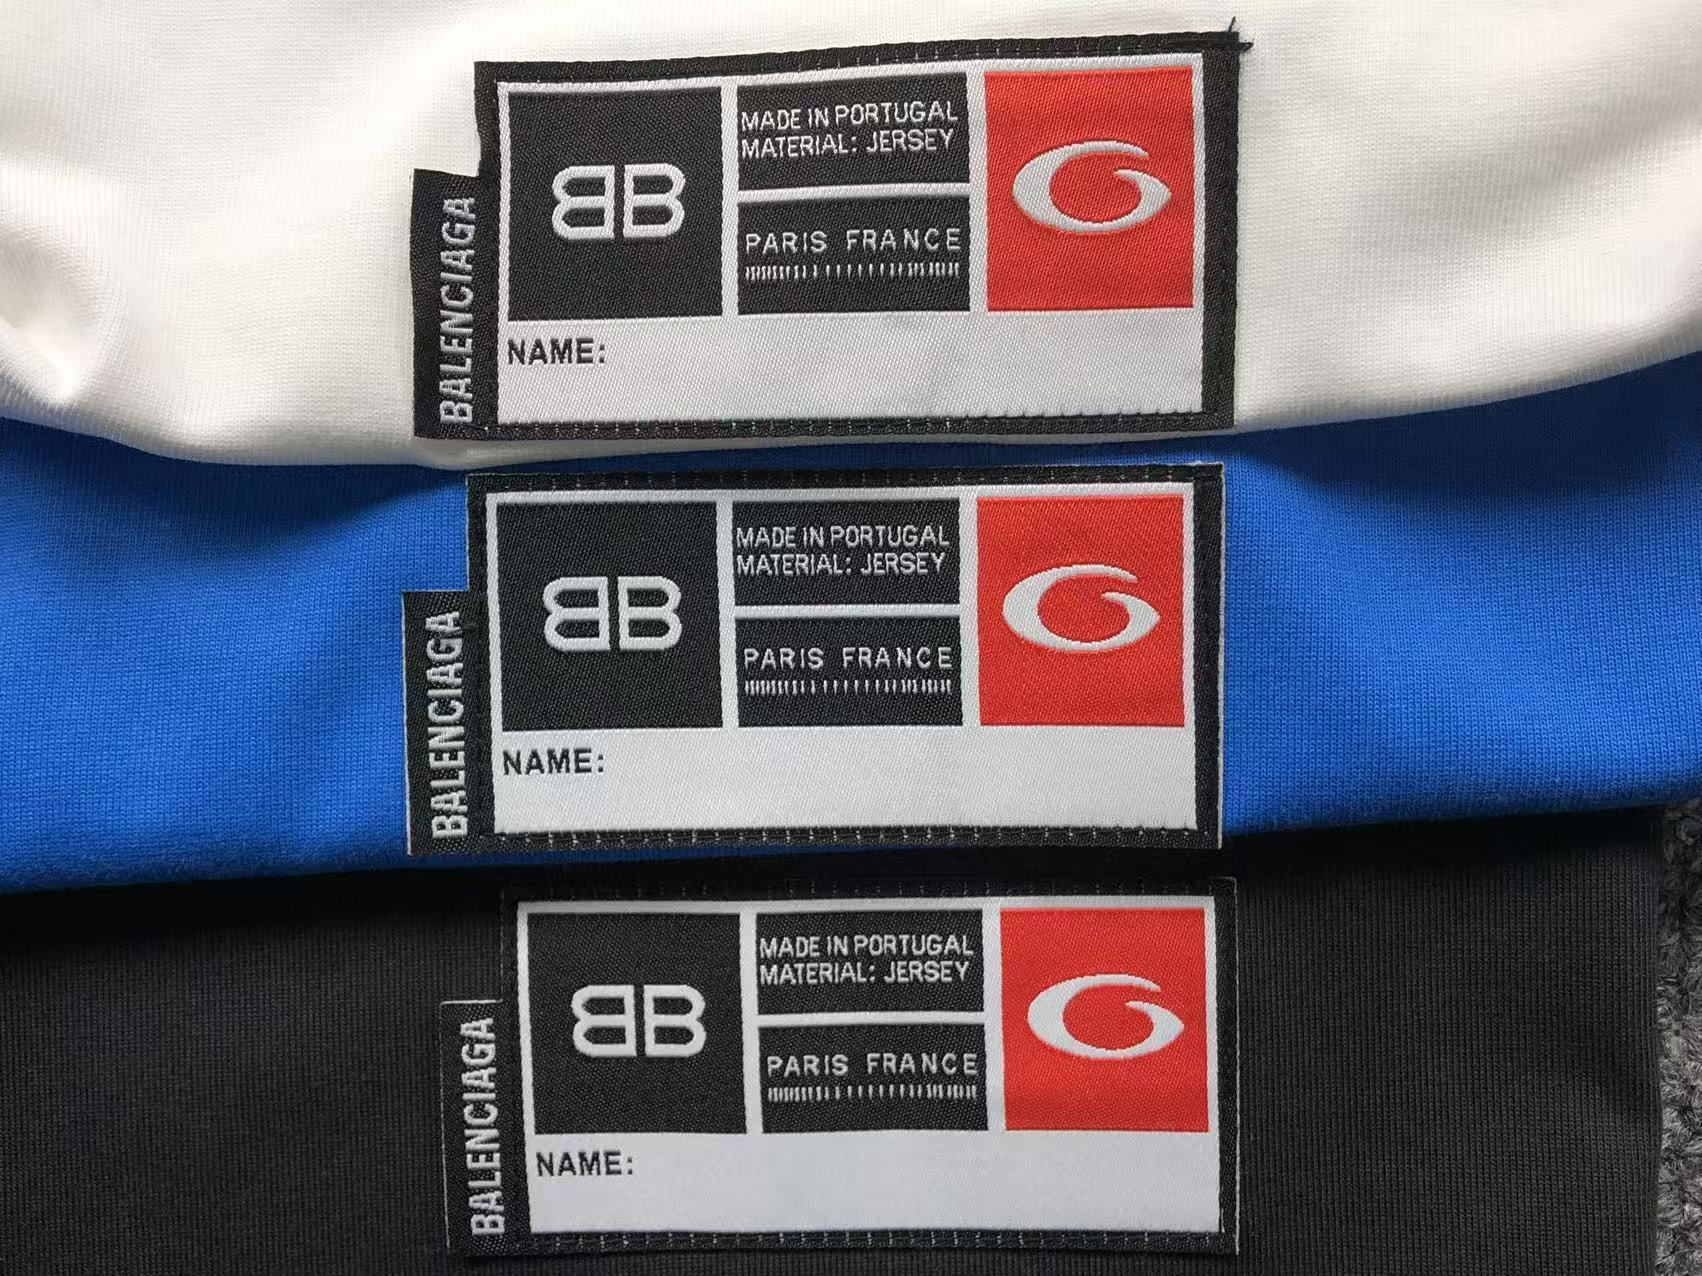 BALENCIAGA
BB
MADE IN PORTUGAL
MATERIAL: JERSEY
PARIS FRANCE
NAME:
BALENCIAGA
BB
MADE IN PORTUGAL
MATERIAL: JERSEY
PARIS FRANCE
NAME:
BALENCIAGA
BB
MADE IN PORTUGAL
MATERIAL: JERSEY
PARIS FRANCE
NAME: